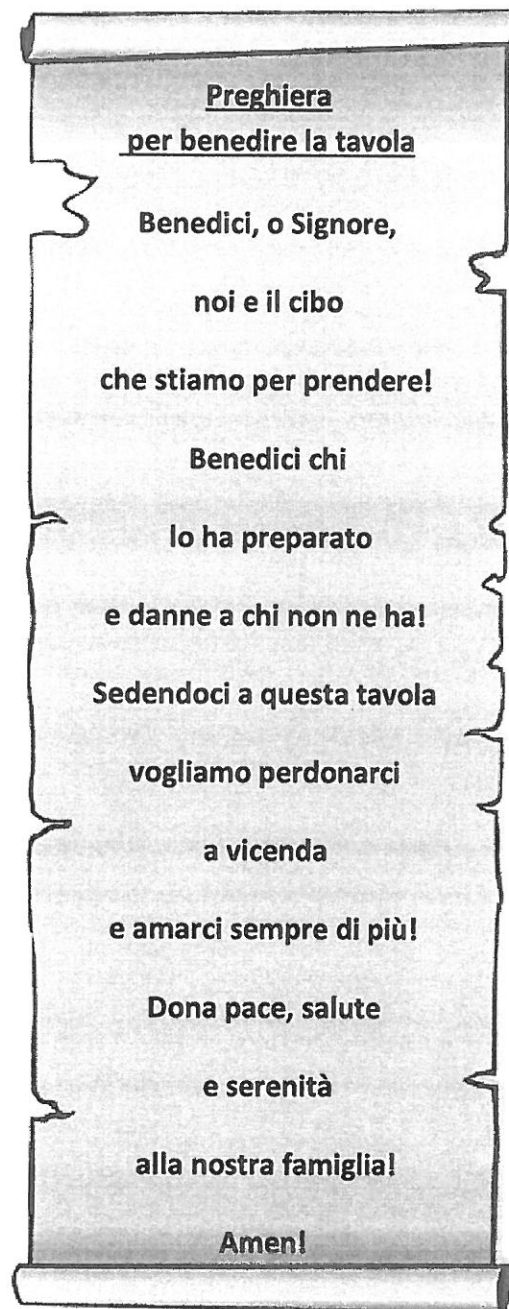 Preghiera
per benedire la tavola
Benedici, o Signore,
noi e il cibo
che stiamo per prendere!
Benedici chi
lo ha preparato
e danne a chi non ne ha!
Sedendoci a questa tavola
vogliamo perdonarci
a vicenda
e amarci sempre di più!
Dona pace, salute
e serenità
alla nostra famiglia!
Amen!